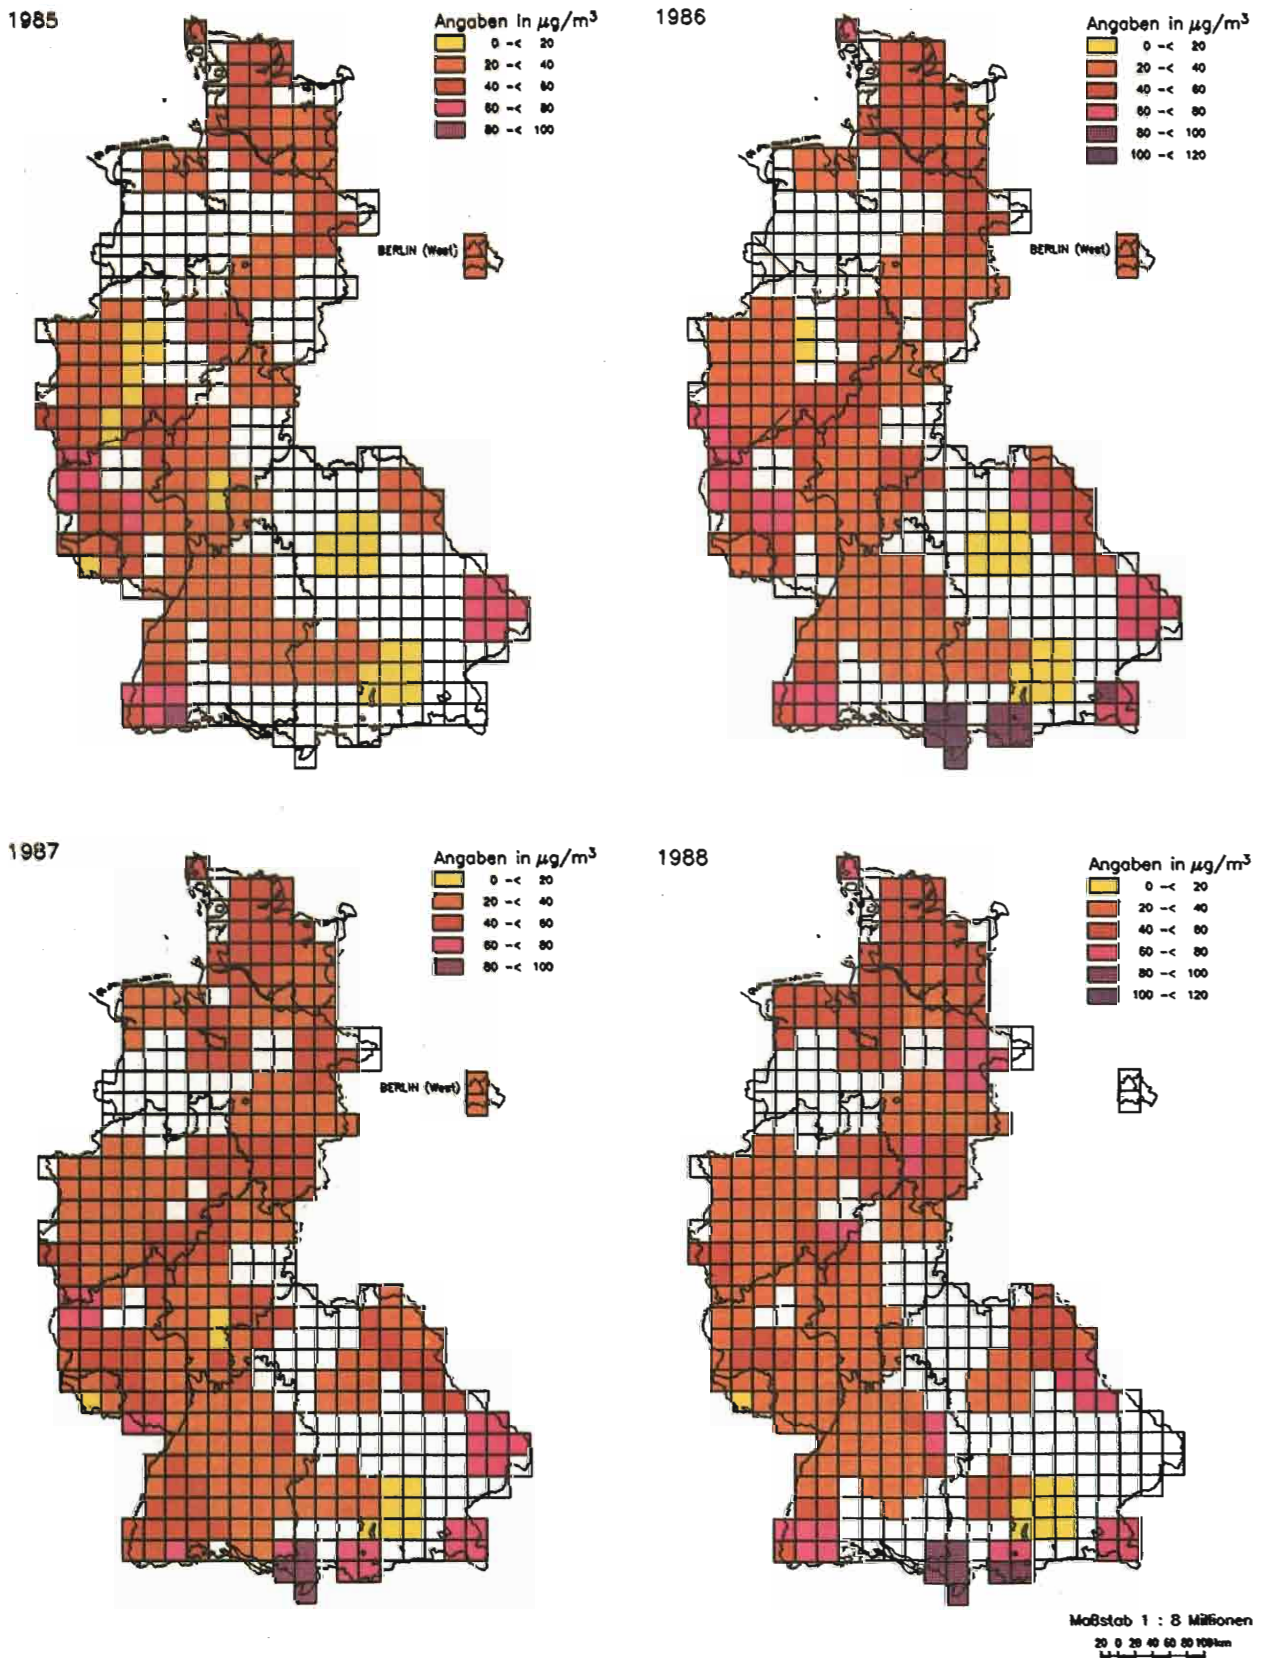 1985
Angaben in µg/m³
0 -< 20
20 -< 40
40 -< 60
60 -< 80
80 -< 100
BERLIN (West)
1986
Angaben in µg/m³
0 -< 20
20 -< 40
40 -< 60
60 -< 80
80 -< 100
100 -< 120
BERLIN (West)
1987
Angaben in µg/m³
0 -< 20
20 -< 40
40 -< 60
60 -< 80
80 -< 100
BERLIN (West)
1988
Angaben in µg/m³
0 -< 20
20 -< 40
40 -< 60
60 -< 80
80 -< 100
100 -< 120
Maßstab 1 : 8 Millionen
20 0 20 40 60 80 100km